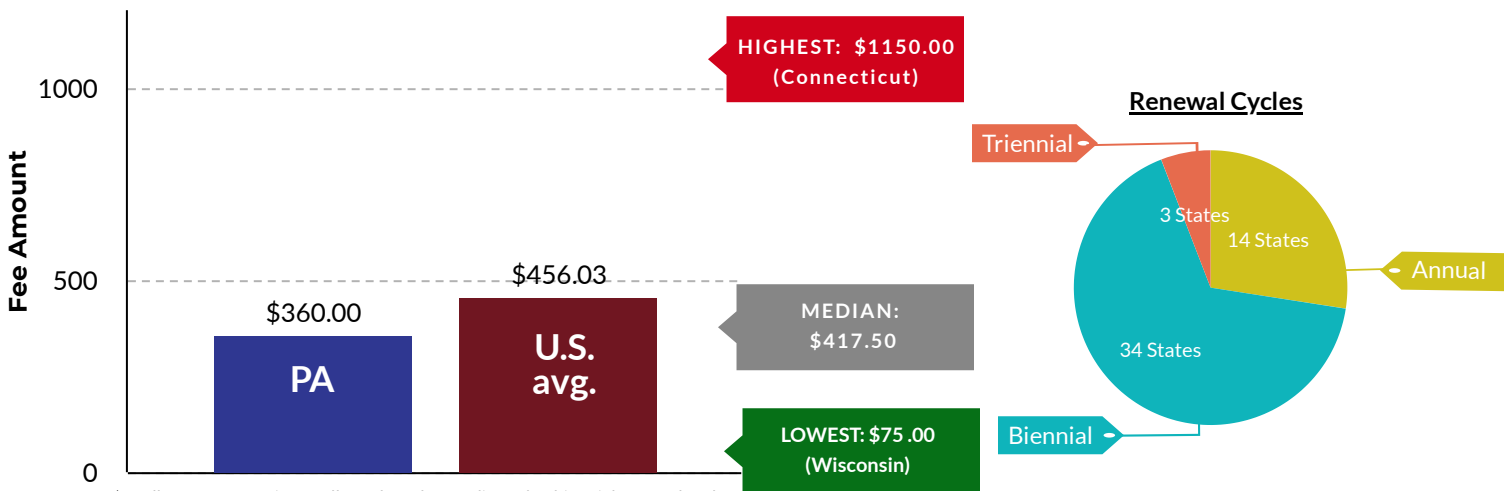 Fee Amount
1000
500
0
$360.00
PA
$456.03
U.S.
avg.
HIGHEST: $1150.00
(Connecticut)
MEDIAN:
$417.50
LOWEST: $75.00
(Wisconsin)
Renewal Cycles
Triennial
3 States
14 States
Annual
34 States
Biennial